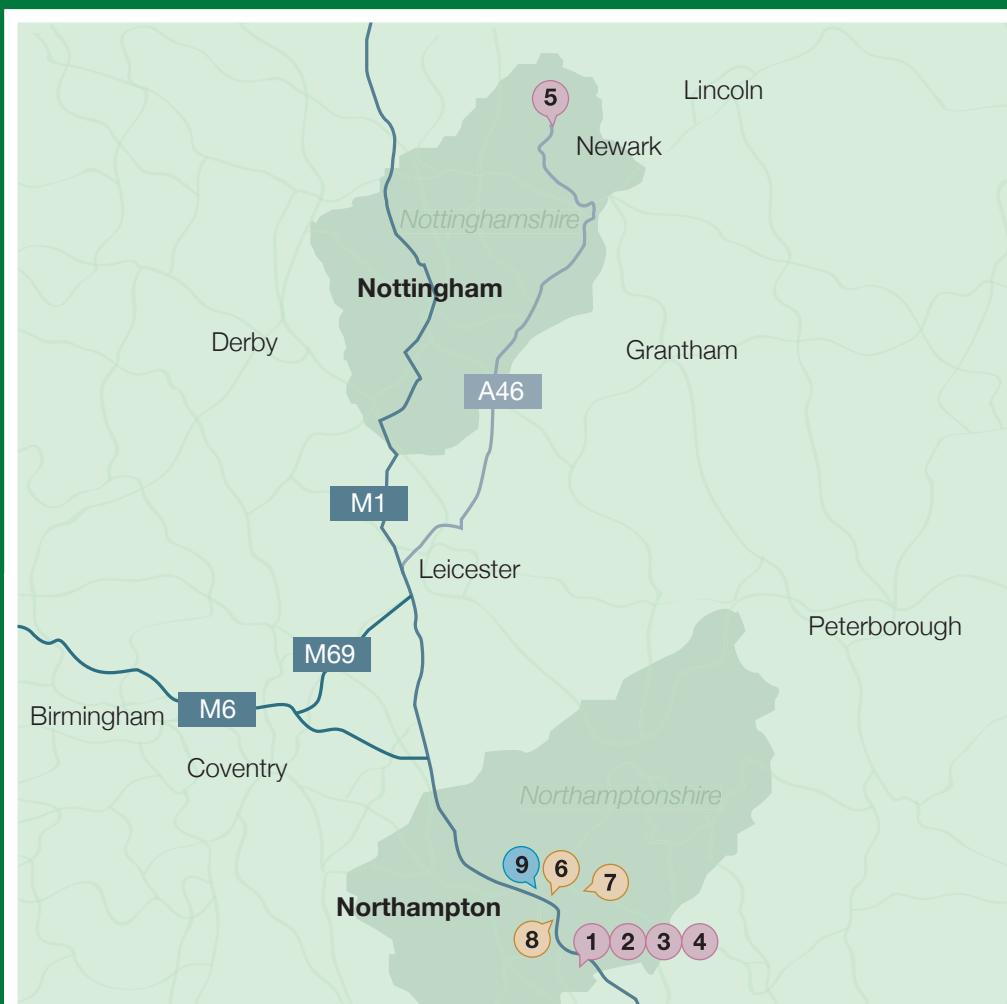 5
Lincoln
Newark
Nottinghamshire
Nottingham
Derby
Grantham
A46
M1
Leicester
Peterborough
M69
M6
Birmingham
Coventry
Northamptonshire
9
6
7
Northampton
8
1
2
3
4